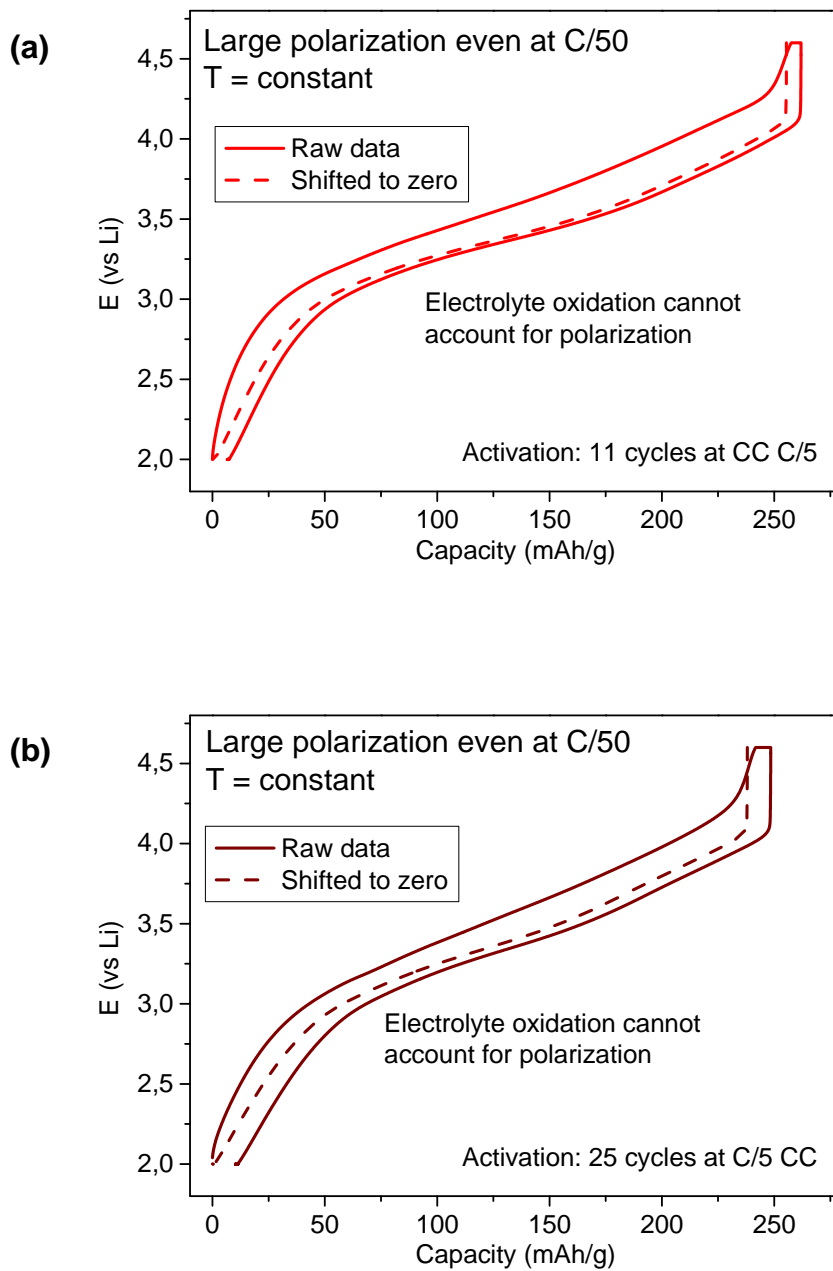 (a)
Large polarization even at C/50
T = constant
Raw data
Shifted to zero
Electrolyte oxidation cannot
account for polarization
Activation: 11 cycles at CC C/5
E (vs Li)
4,5
4,0
3,5
3,0
2,5
2,0
0 50 100 150 200 250
Capacity (mAh/g)
(b)
Large polarization even at C/50
T = constant
Raw data
Shifted to zero
Electrolyte oxidation cannot
account for polarization
Activation: 25 cycles at C/5 CC
E (vs Li)
4,5
4,0
3,5
3,0
2,5
2,0
0 50 100 150 200 250
Capacity (mAh/g)